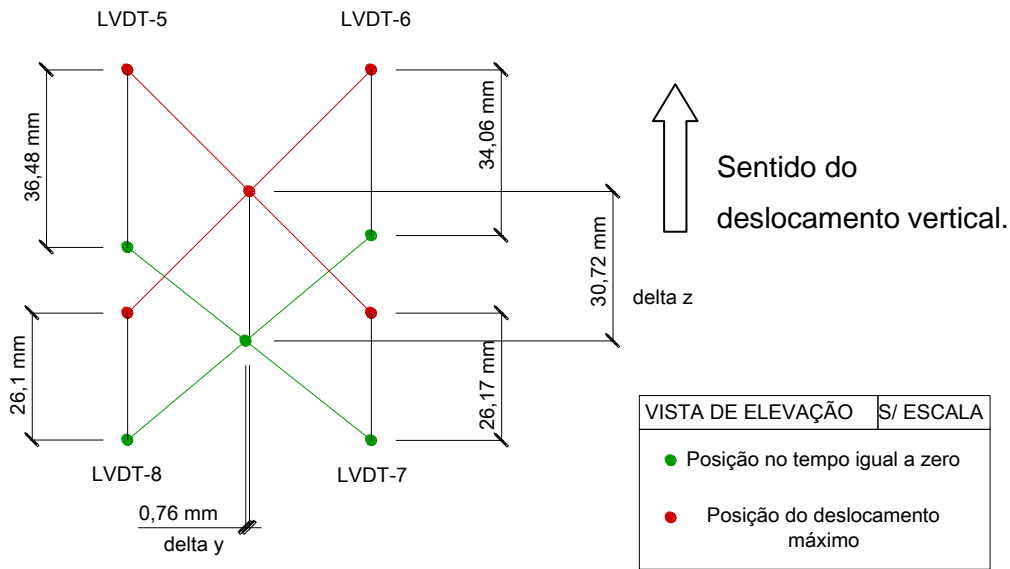 LVDT-5
LVDT-6
36,48 mm
34,06 mm
Sentido do
deslocamento vertical.
30,72 mm
delta z
26,1 mm
26,17 mm
LVDT-8
LVDT-7
0,76 mm
delta y
VISTA DE ELEVAÇÃO S/ ESCALA
Posição no tempo igual a zero
Posição do deslocamento
máximo